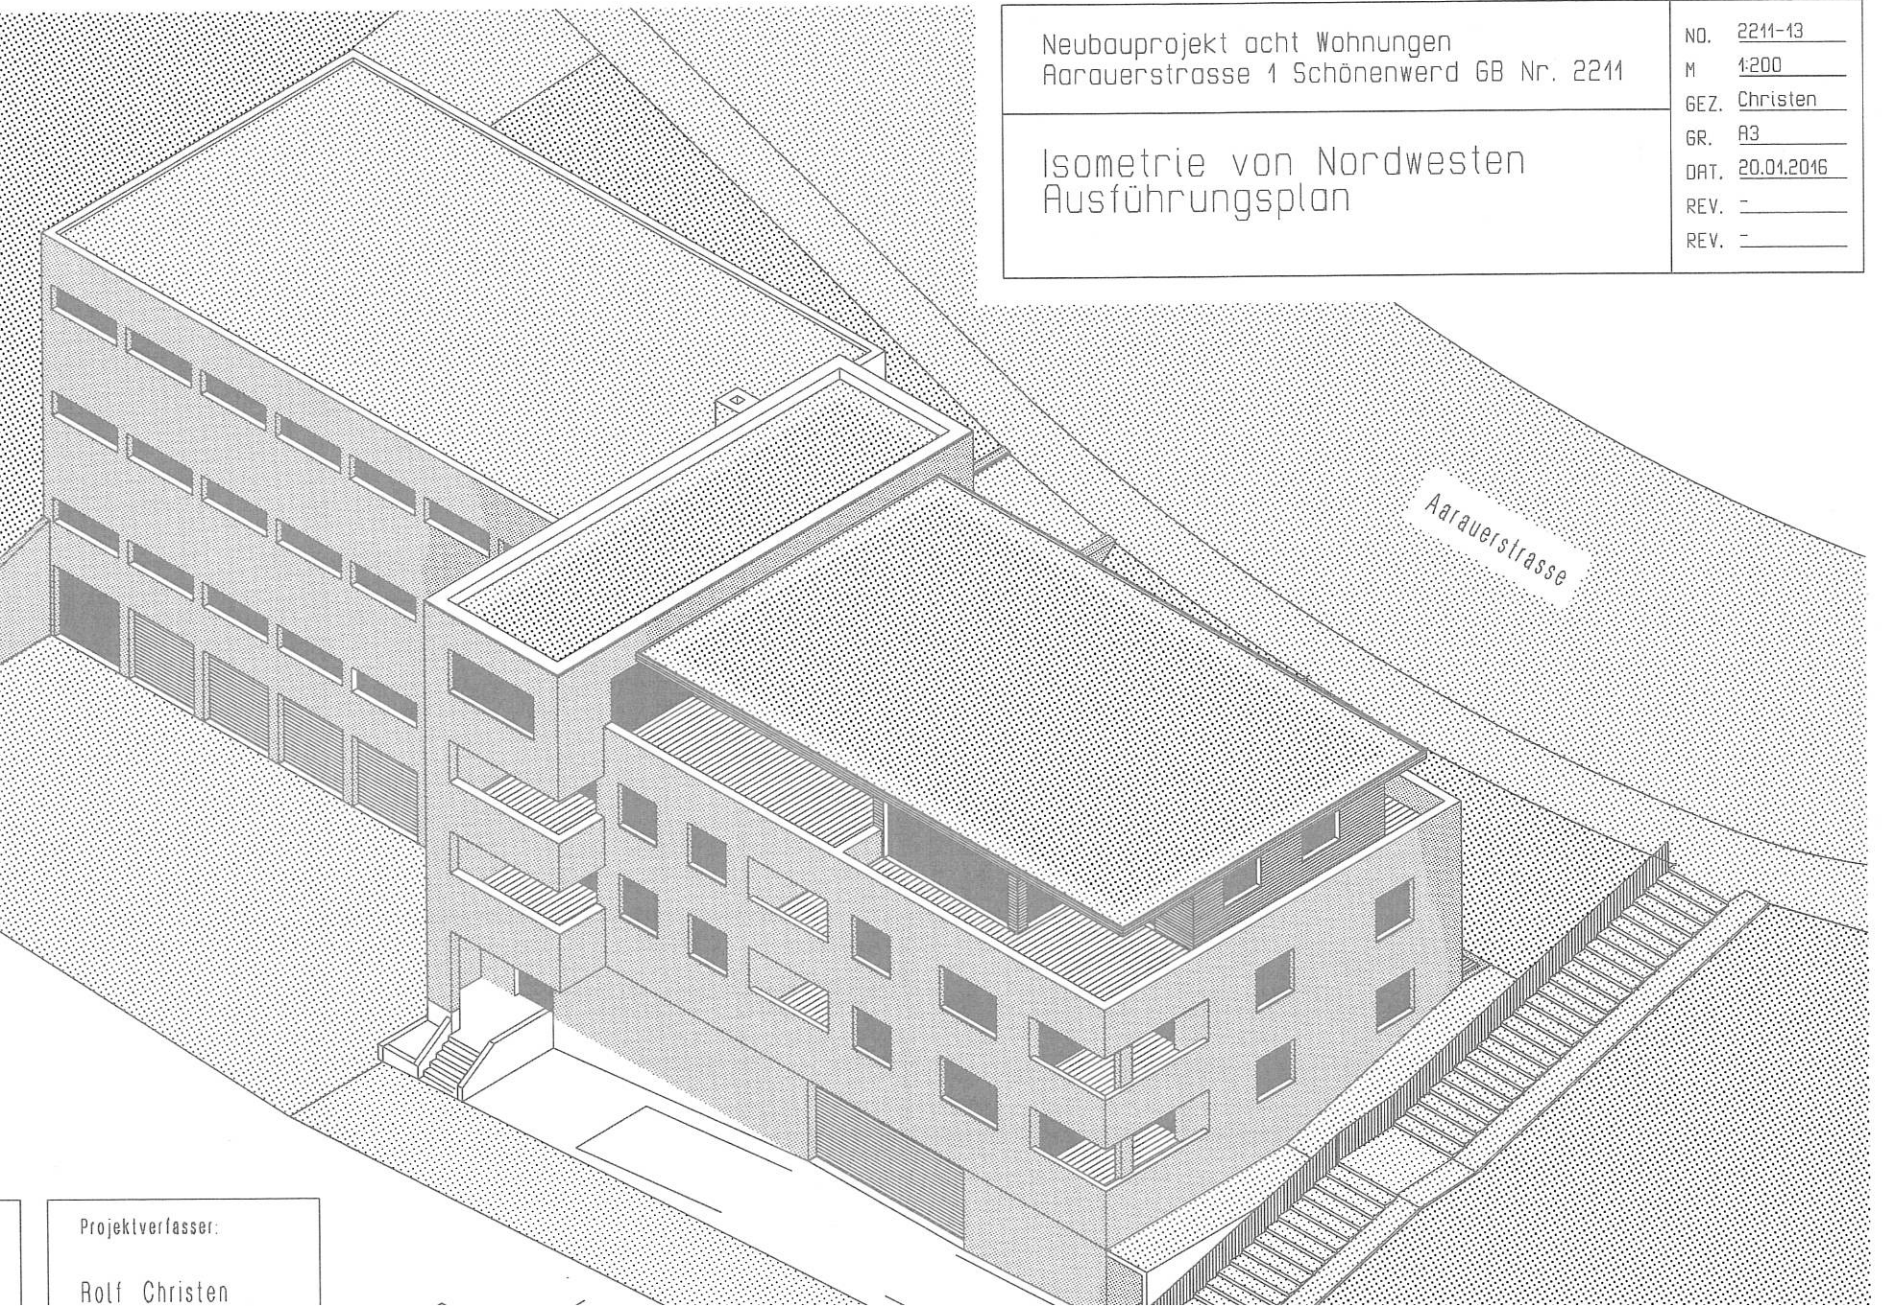 Neubauprojekt acht Wohnungen
Aarauerstrasse 1 Schönenwerd GB Nr. 2211
Isometrie von Nordwesten
Ausführungsplan
NO. 2211-13
M 1:200
GEZ. Christen
GR. A3
DAT. 20.01.2016
REV. -
REV. -
Aarauerstrasse
Projektverfasser:
Rolf Christen